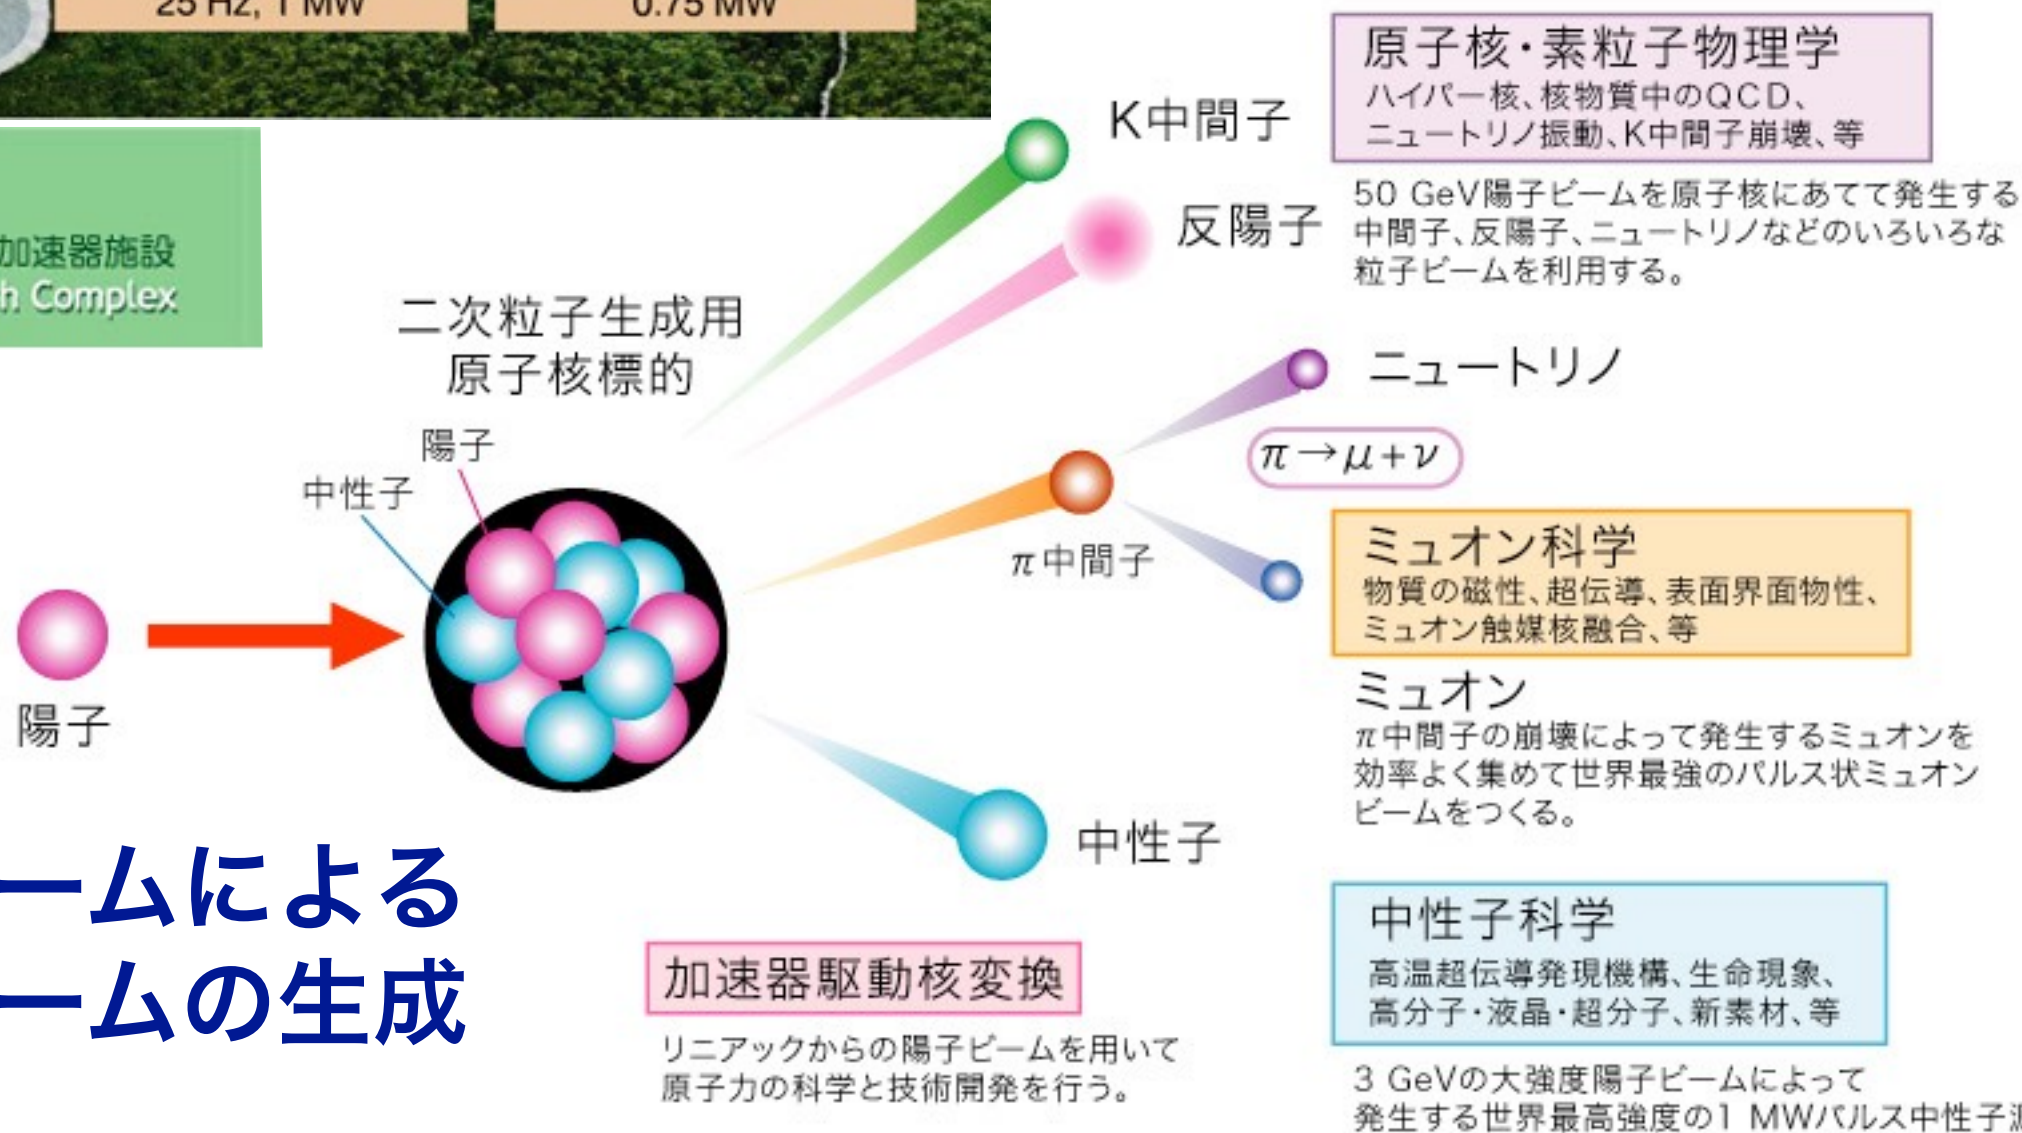 25 Hz, 1 MW
0.75 MW
加速器施設
h Complex
二次粒子生成用
原子核標的
陽子
中性子
陽子
K中間子
反陽子
ニュートリノ
π→μ+ν
π中間子
中性子
原子核・素粒子物理学
ハイパー核、核物質中のQCD、
ニュートリノ振動、K中間子崩壊、等
50 GeV陽子ビームを原子核にあてて発生する
中間子、反陽子、ニュートリノなどのいろいろな
粒子ビームを利用する。
ミュオン科学
物質の磁性、超伝導、表面界面物性、
ミュオン触媒核融合、等
ミュオン
π中間子の崩壊によって発生するミュオンを
効率よく集めて世界最強のパルス状ミュオン
ビームをつくる。
中性子科学
高温超伝導発現機構、生命現象、
高分子・液晶・超分子、新素材、等
3 GeVの大強度陽子ビームによって
発生する世界最高強度の1 MWパルス中性子源
ームによる
ームの生成
加速器駆動核変換
リニアックからの陽子ビームを用いて
原子力の科学と技術開発を行う。